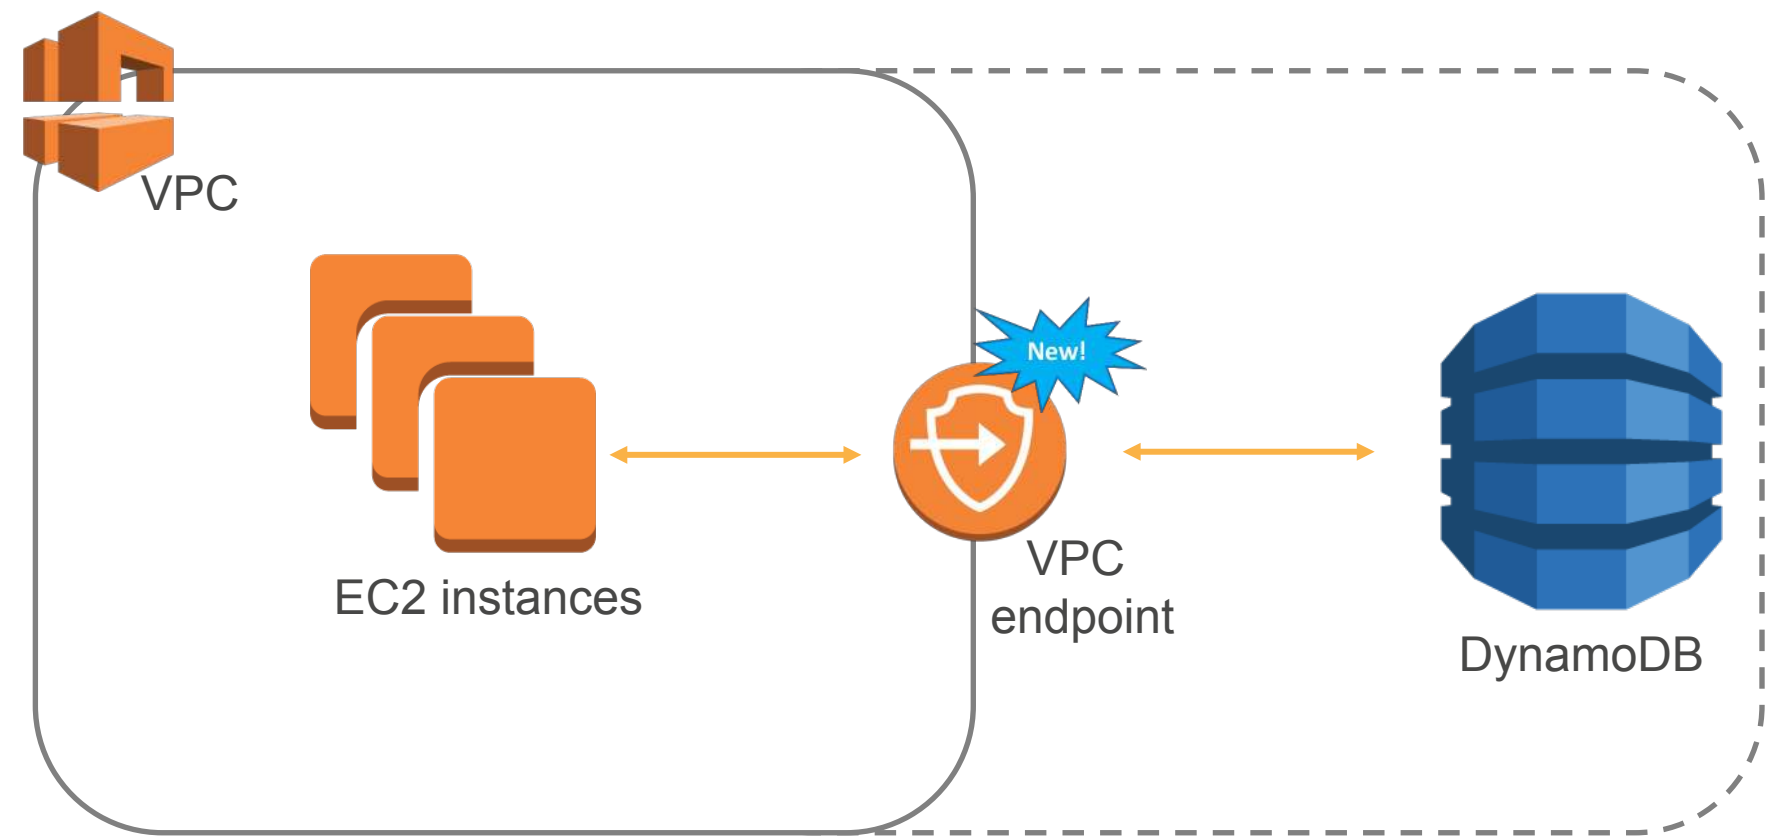 VPC
New!
EC2 instances
VPC
endpoint
DynamoDB